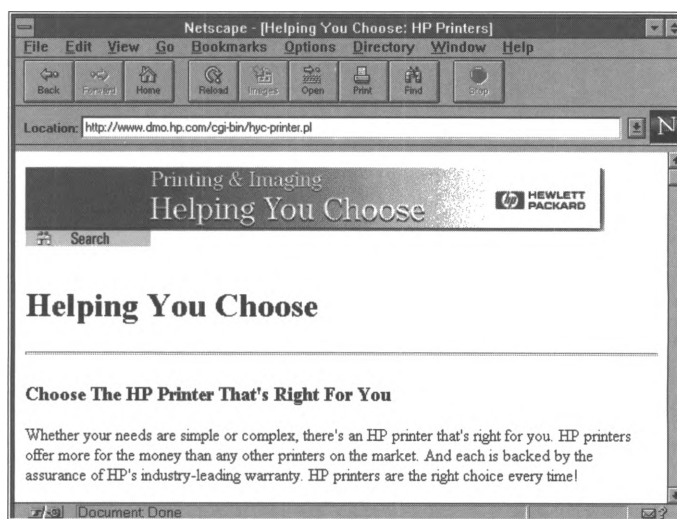 Netscape - [Helping You Choose: HP Printers]
File Edit View Go Bookmarks Options Directory Window Help
Back Forward Home Reload Images Open Print Find Stop
Location: http://www.dmo.hp.com/cgi-bin/hyc-printer.pl
N
Printing & Imaging
Helping You Choose
hp HEWLETT
PACKARD
Search
Helping You Choose
Choose The HP Printer That's Right For You
Whether your needs are simple or complex, there's an HP printer that's right for you. HP printers
offer more for the money than any other printers on the market. And each is backed by the
assurance of HP's industry-leading warranty. HP printers are the right choice every time!
Document Done
?